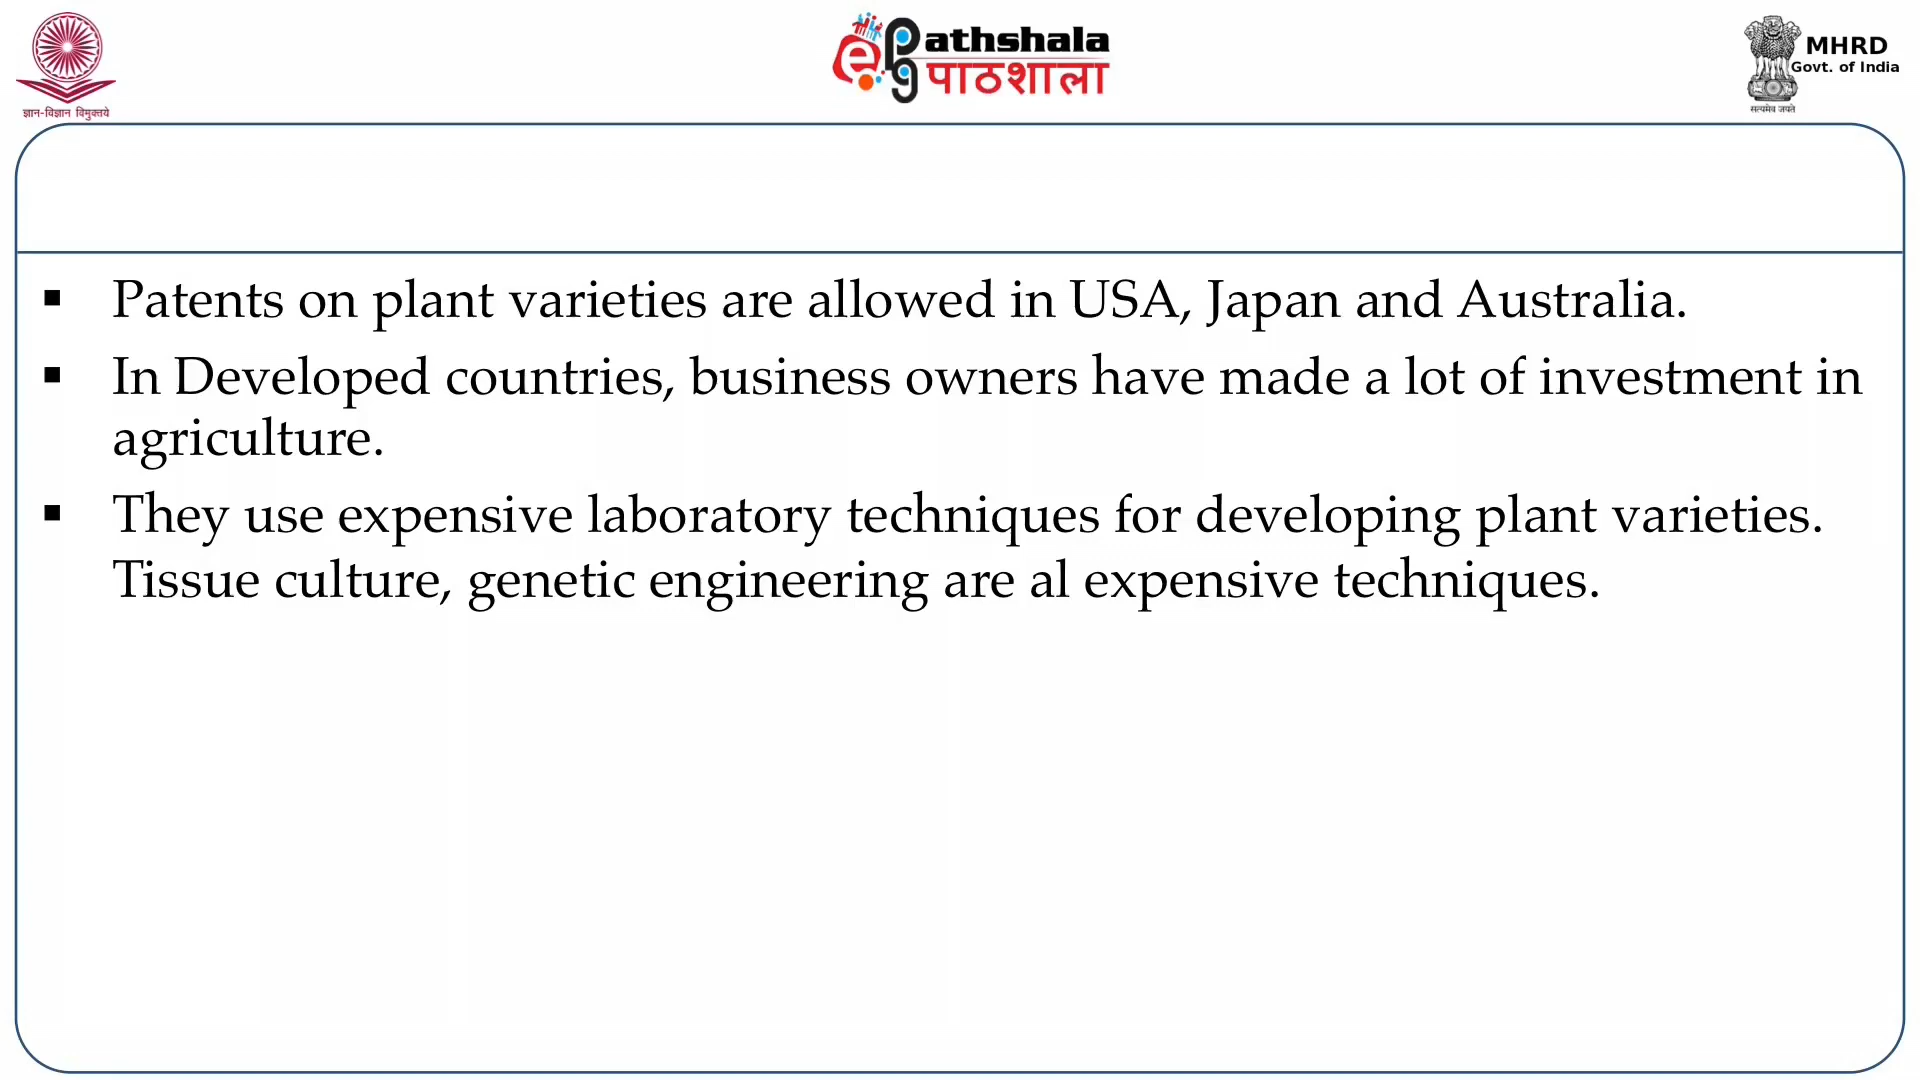 ज्ञान-विज्ञान विमुक्तये
ePG Pathshala
पाठशाला
MHRD
Govt. of India
सत्यमेव जयते
▪ Patents on plant varieties are allowed in USA, Japan and Australia.
▪ In Developed countries, business owners have made a lot of investment in
agriculture.
▪ They use expensive laboratory techniques for developing plant varieties.
Tissue culture, genetic engineering are al expensive techniques.